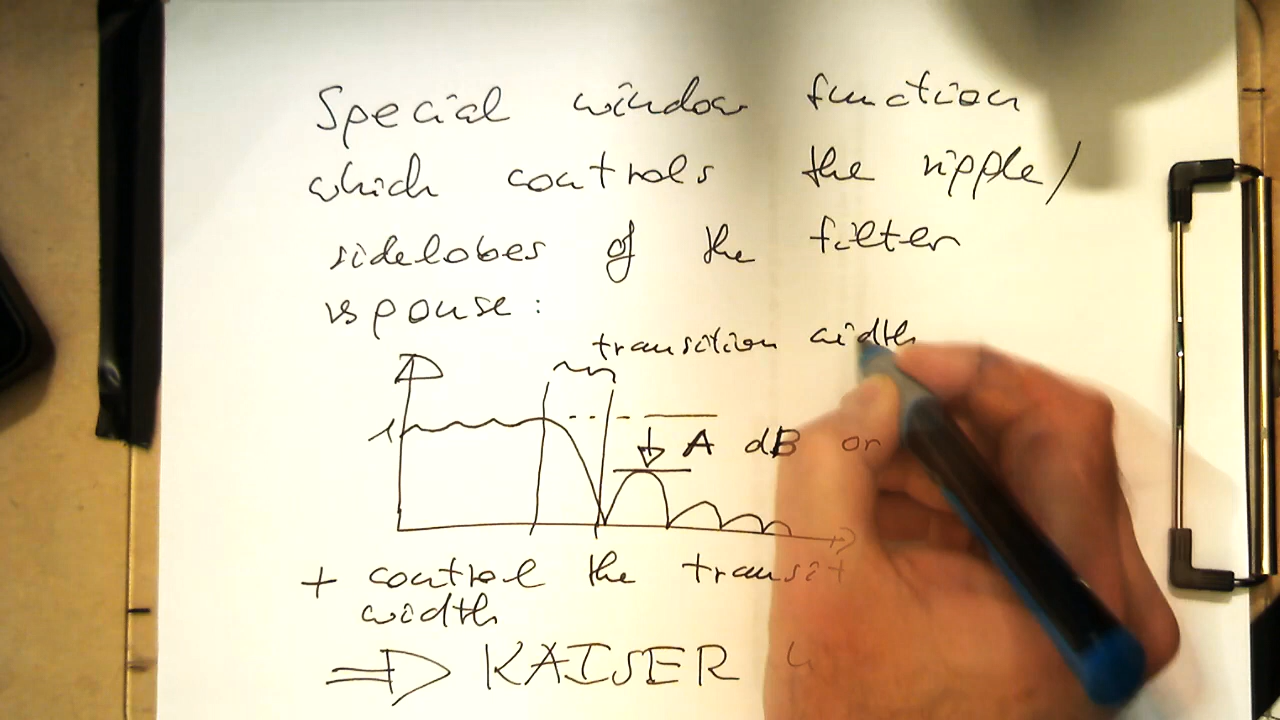 Special window function
which controls the ripple/
sidelobes of the filter
response:
transition width
1
A dB or
+ control the transit
width
⇒ KAISER